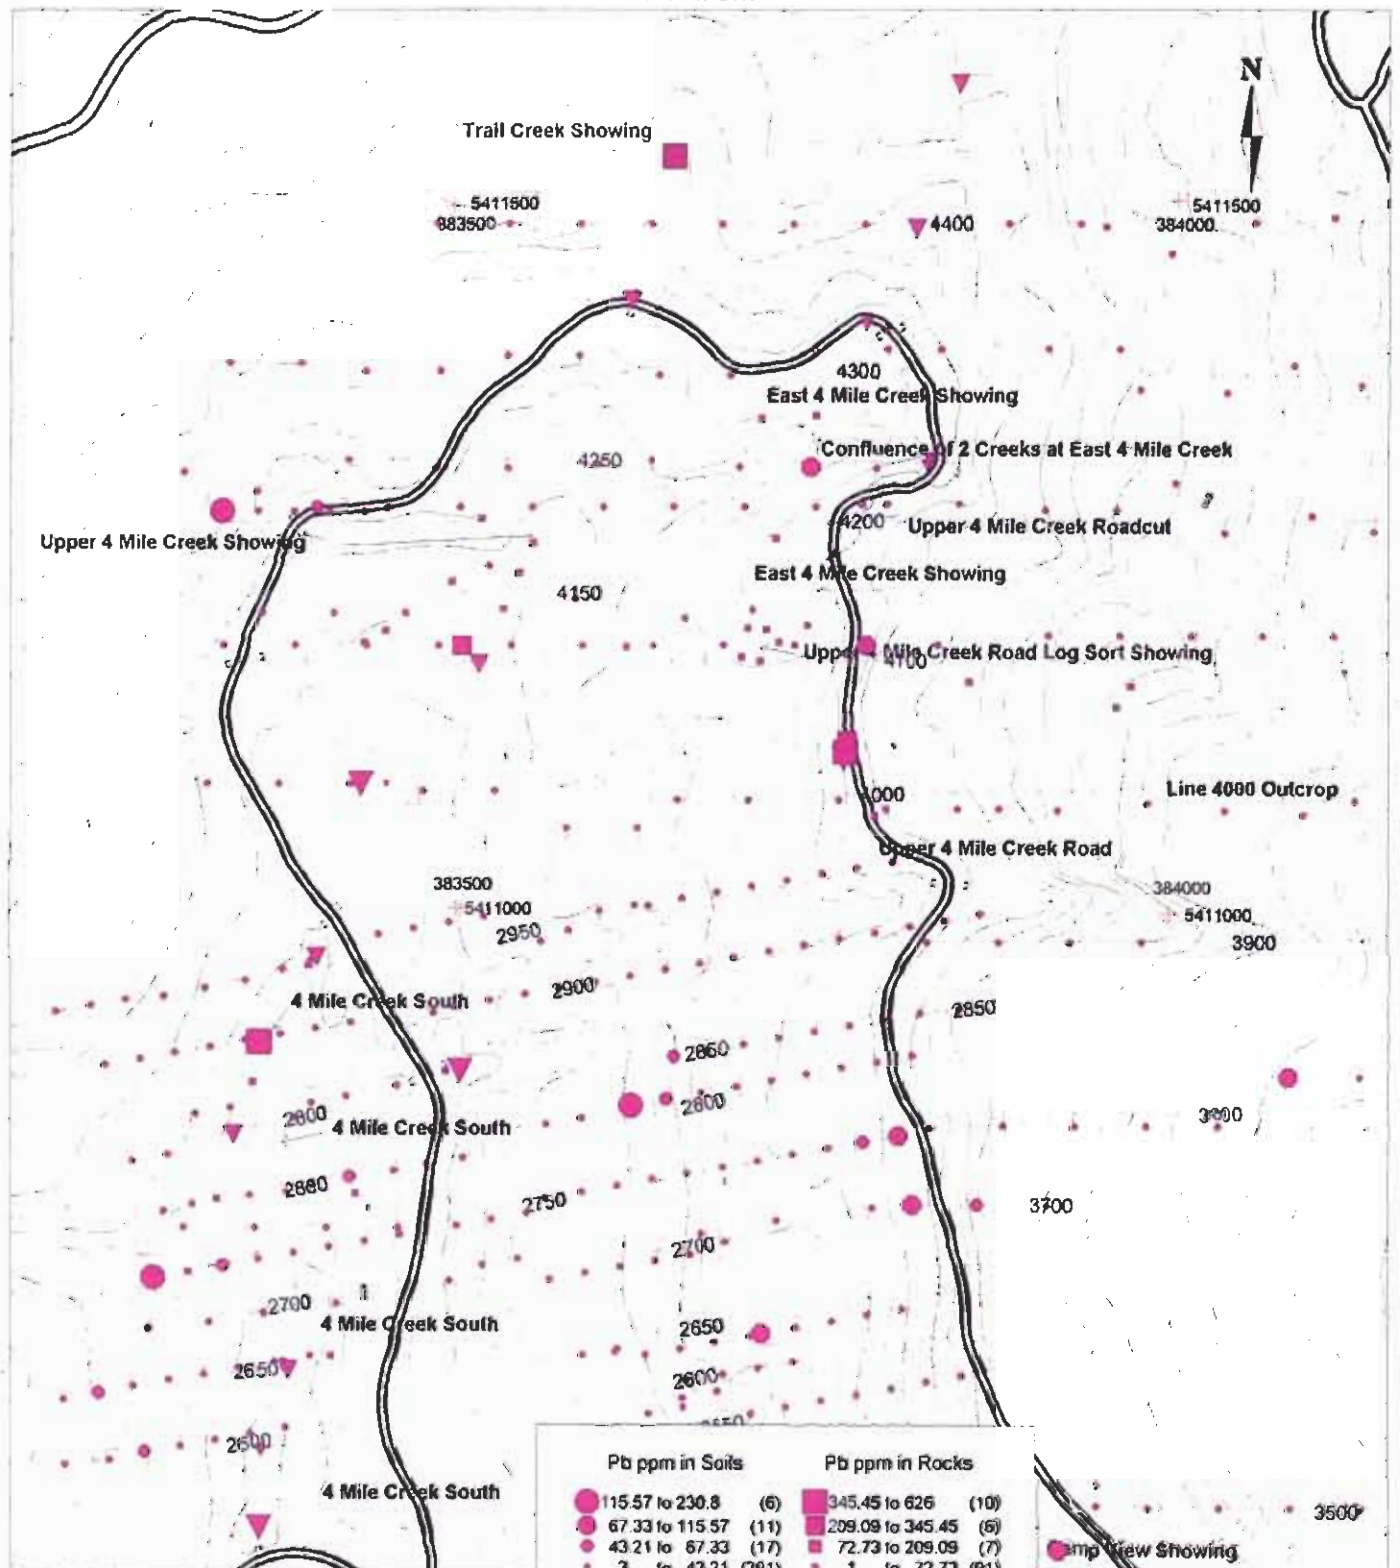 N
Trail Creek Showing
5411500
383500
5411500
4400
384000
4300
East 4 Mile Creek Showing
Confluence of 2 Creeks at East 4 Mile Creek
4250
4200
Upper 4 Mile Creek Roadcut
Upper 4 Mile Creek Showing
East 4 Mile Creek Showing
4150
Upper 4 Mile Creek Road Log Sort Showing
4100
Line 4000 Outcrop
4000
Upper 4 Mile Creek Road
383500
384000
5411000
5411000
2950
3900
2900
4 Mile Creek South
2850
2850
2800
2800
3800
4 Mile Creek South
2750
3700
2700
2700
4 Mile Creek South
2650
2650
2600
2600
4 Mile Creek South
Pb ppm in Soils
Pb ppm in Rocks
115.57 to 230.8 (6)
345.45 to 626 (10)
67.33 to 115.57 (11)
209.09 to 345.45
43.21 to 67.33 (17)
72.73 to 209.09 (7)
3500
View Showing